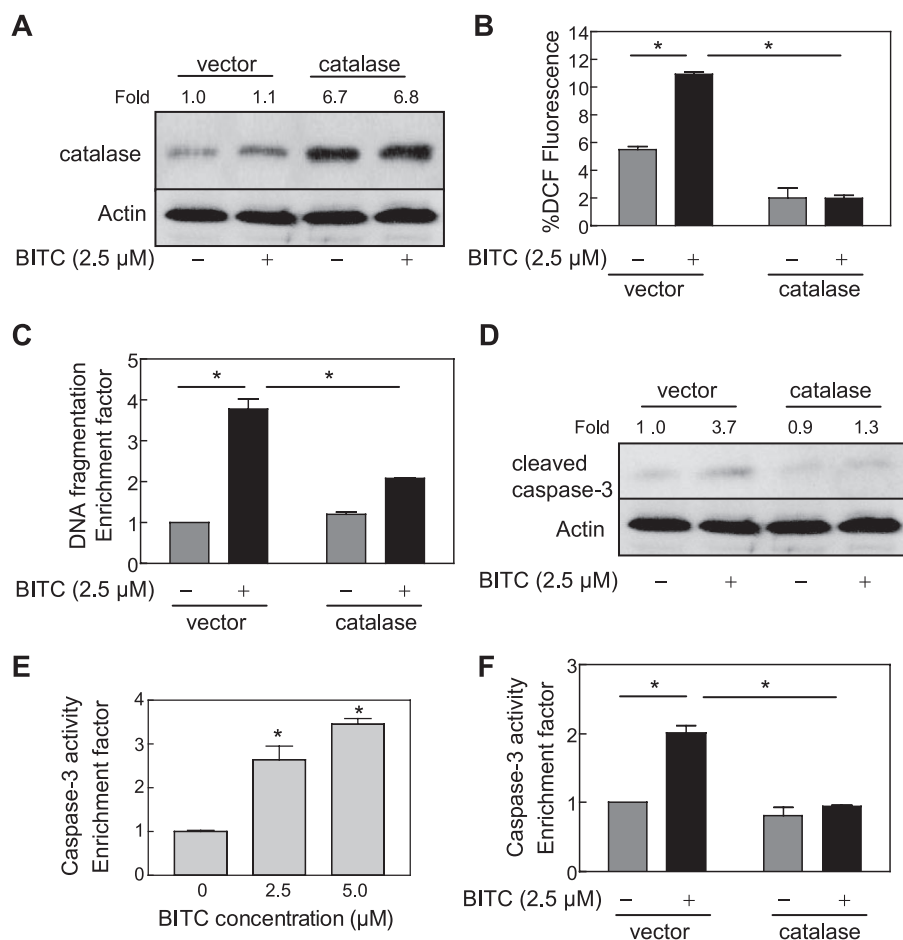 A
vector catalase
Fold 1.0 1.1 6.7 6.8
catalase
Actin
BITC (2.5 µM) – + – +
B
%DCF Fluorescence
14
12
10
8
6
4
2
0
* *
BITC (2.5 µM) – + – +
vector catalase
C
DNA fragmentation
Enrichment factor
5
4
3
2
1
0
* *
BITC (2.5 µM) – + – +
vector catalase
D
vector catalase
Fold 1.0 3.7 0.9 1.3
cleaved
caspase-3
Actin
BITC (2.5 µM) – + – +
E
Caspase-3 activity
Enrichment factor
4
3
2
1
0
* *
0 2.5 5.0
BITC concentration (µM)
F
Caspase-3 activity
Enrichment factor
3
2
1
0
* *
BITC (2.5 µM) – + – +
vector catalase